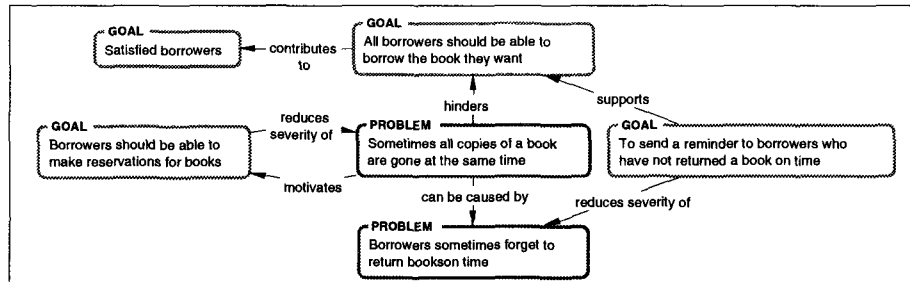 GOAL
Satisfied borrowers
contributes
to
GOAL
All borrowers should be able to
borrow the book they want
hinders
supports
GOAL
Borrowers should be able to
make reservations for books
reduces
severity of
motivates
PROBLEM
Sometimes all copies of a book
are gone at the same time
GOAL
To send a reminder to borrowers who
have not returned a book on time
can be caused by
reduces severity of
PROBLEM
Borrowers sometimes forget to
return bookson time